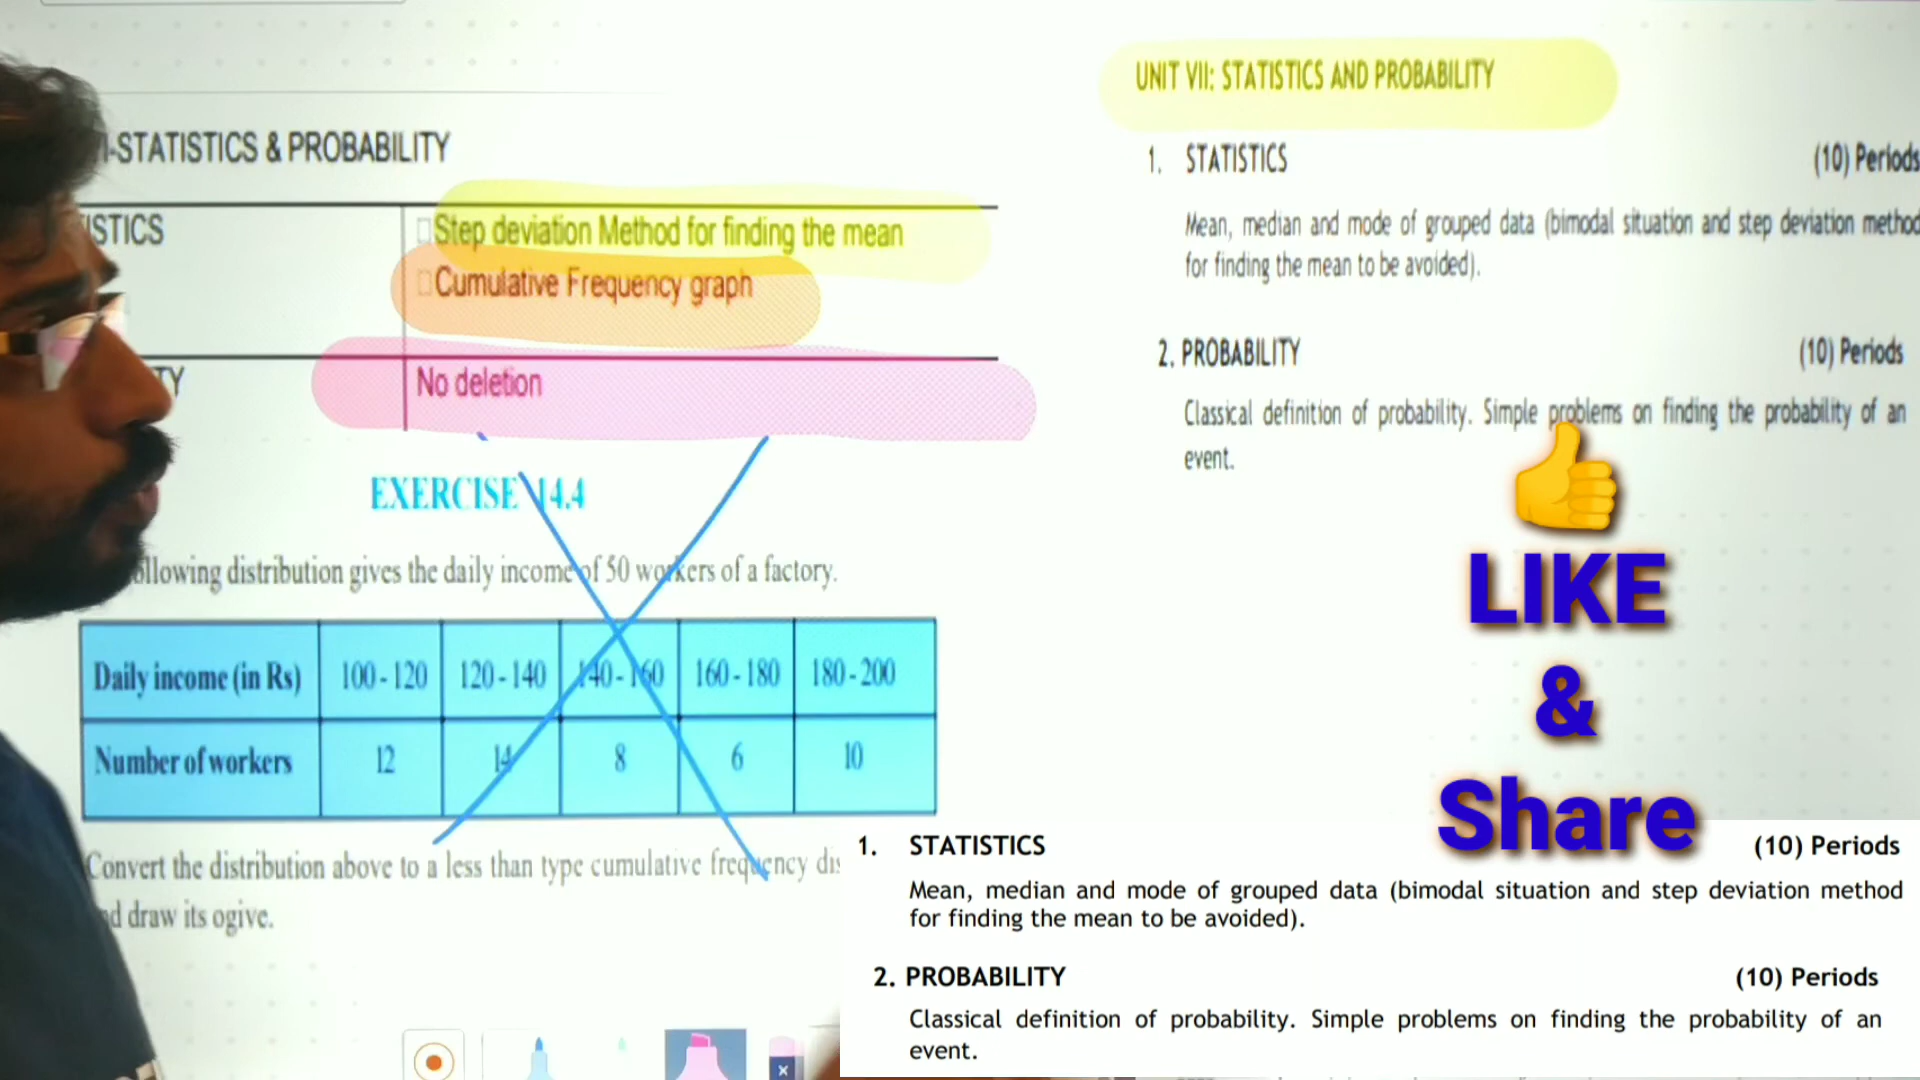 I-STATISTICS & PROBABILITY
ISTICS
Step deviation Method for finding the mean
Cumulative Frequency graph
TY
No deletion
EXERCISE 14.4
ollowing distribution gives the daily income of 50 workers of a factory.
Daily income (in Rs) 100-120 120-140 140-160 160-180 180-200
Number of workers 12 14 8 6 10
Convert the distribution above to a less than type cumulative frequency dis
nd draw its ogive.
UNIT VII: STATISTICS AND PROBABILITY
1. STATISTICS (10) Periods
Mean, median and mode of grouped data (bimodal situation and step deviation method
for finding the mean to be avoided).
2. PROBABILITY (10) Periods
Classical definition of probability. Simple problems on finding the probability of an
event.
LIKE
&
Share
1. STATISTICS (10) Periods
Mean, median and mode of grouped data (bimodal situation and step deviation method
for finding the mean to be avoided).
2. PROBABILITY (10) Periods
Classical definition of probability. Simple problems on finding the probability of an
event.